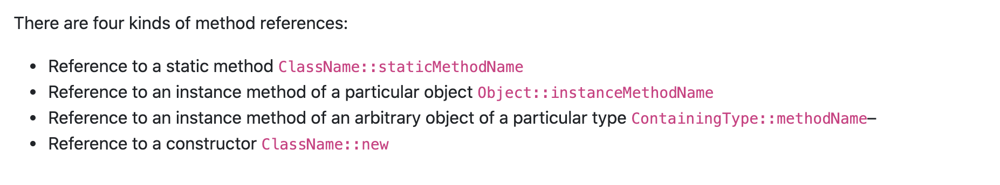 There are four kinds of method references:
• Reference to a static method ClassName::staticMethodName
• Reference to an instance method of a particular object Object::instanceMethodName
• Reference to an instance method of an arbitrary object of a particular type ContainingType::methodName–
• Reference to a constructor ClassName::new